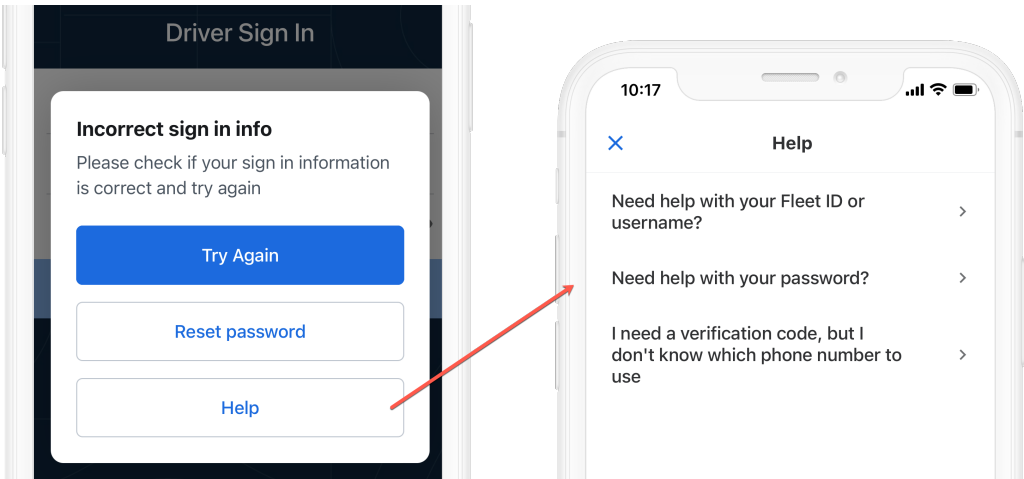 Driver Sign In
Incorrect sign in info
Please check if your sign in information
is correct and try again
Try Again
Reset password
Help
10:17
Help
Need help with your Fleet ID or
username?
Need help with your password?
I need a verification code, but I
don't know which phone number to
use